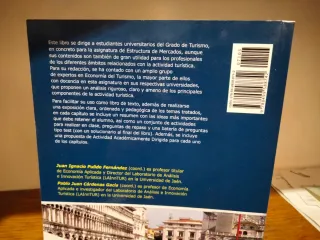 Este libro se dirige a estudiantes universitarios del Grado de Turismo,
en concreto para la asignatura de Estructura de Mercados, aunque
sus contenidos son también de gran utilidad para los profesionales
de los diferentes ámbitos relacionados con la actividad turística.
Para su redacción, se ha contado con un amplio grupo
de expertos en Economía del Turismo, la mayor parte de ellos
con docencia en esta asignatura en sus respectivas universidades,
que proponen un análisis riguroso, claro y ameno de los principales
componentes de la actividad turística.
Para facilitar su uso como libro de texto, además de realizarse
una exposición clara, ordenada y pedagógica de los temas tratados,
en cada capítulo se incluye un resumen con las ideas más importantes
que debe retener el alumno, así como un conjunto de actividades
para realizar en clase, preguntas de repaso y una batería de preguntas
tipo test (con un solucionario al final del libro). Además, se incluye
una propuesta de Actividad Académicamente Dirigida para cada uno
de los capítulos.
Juan Ignacio Pulido Fernández (coord.) es profesor titular
de Economía Aplicada y Director del Laboratorio de Análisis
e Innovación Turística (LAInnTUR) en la Universidad de Jaén.
Pablo Juan Cárdenas García (coord.) es profesor de Economía
Aplicada e investigador del Laboratorio de Análisis e Innovación
Turística (LAInnTUR) en la Universidad de Jaén.